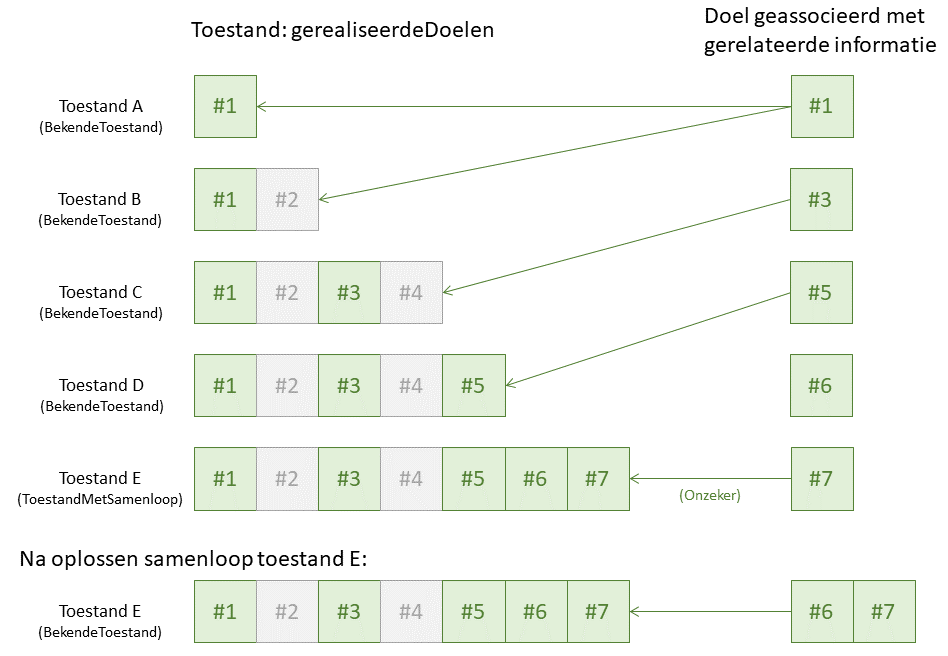 Toestand: gerealiseerdeDoelen
Doel geassocieerd met
gerelateerde informatie
Toestand A
(BekendeToestand)
#1
#1
Toestand B
(BekendeToestand)
#1 #2
#3
Toestand C
(BekendeToestand)
#1 #2 #3 #4
#5
Toestand D
(BekendeToestand)
#1 #2 #3 #4 #5
#6
Toestand E
(ToestandMetSamenloop)
#1 #2 #3 #4 #5 #6 #7
(Onzeker)
#7
Na oplossen samenloop toestand E:
Toestand E
(BekendeToestand)
#1 #2 #3 #4 #5 #6 #7
#6 #7